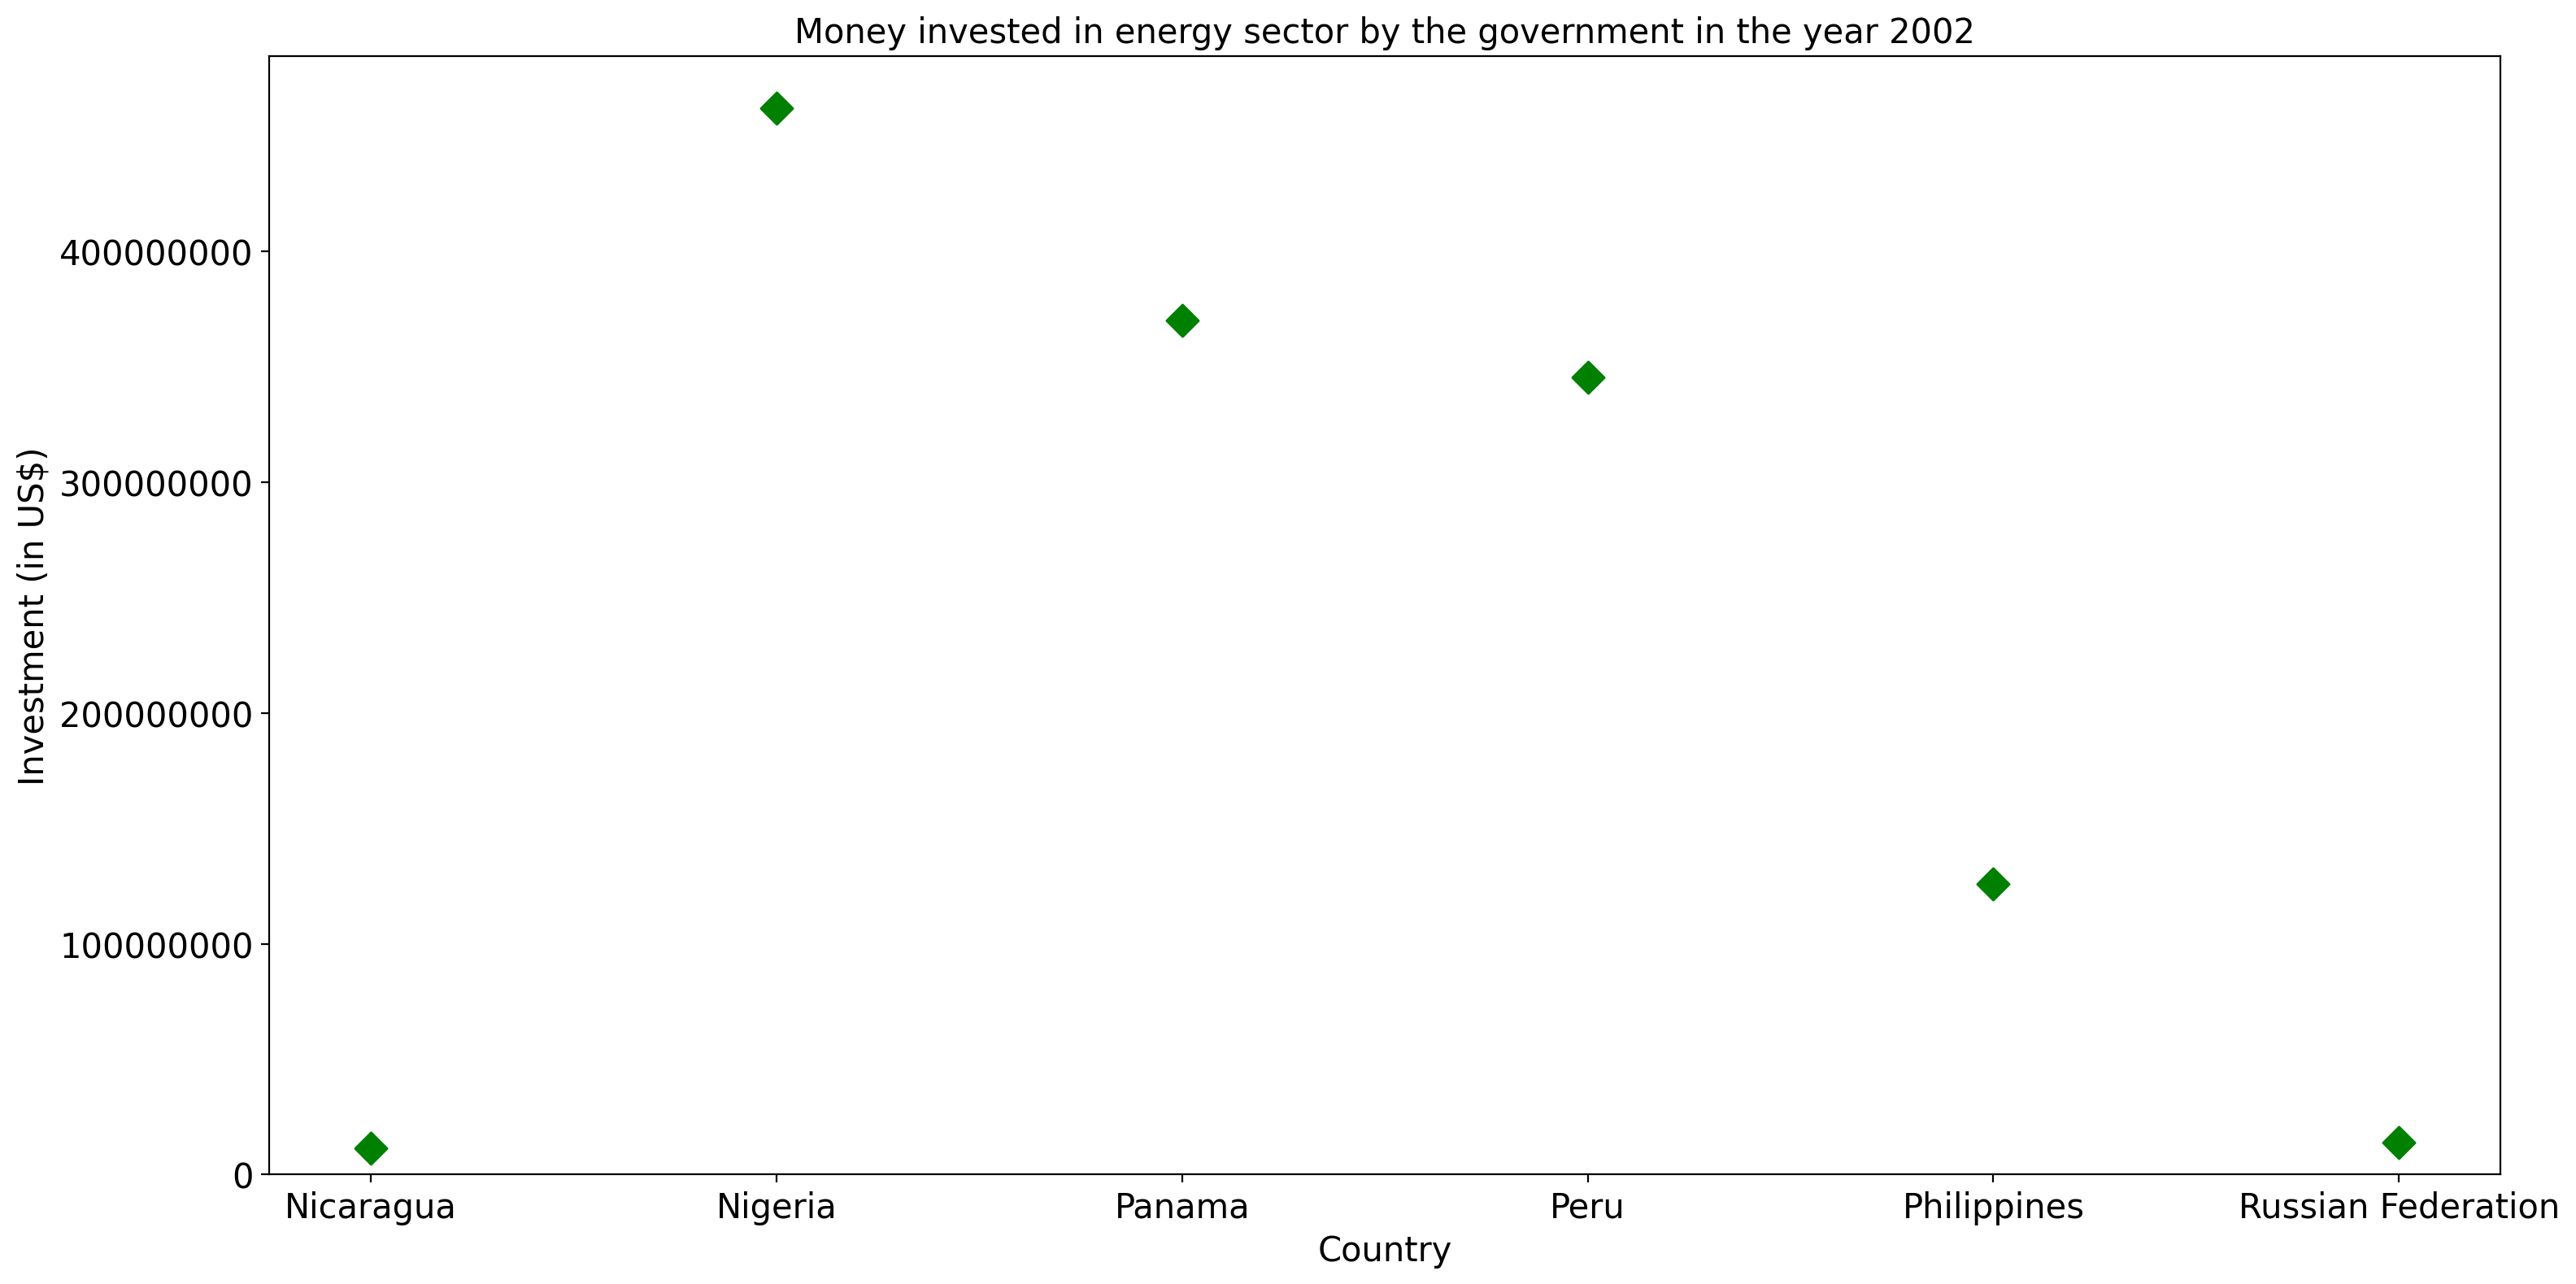 Money invested in energy sector by the government in the year 2002
Investment (in US$)
400000000
300000000
200000000
100000000
0
Nicaragua Nigeria Panama Peru Philippines Russian Federation
Country